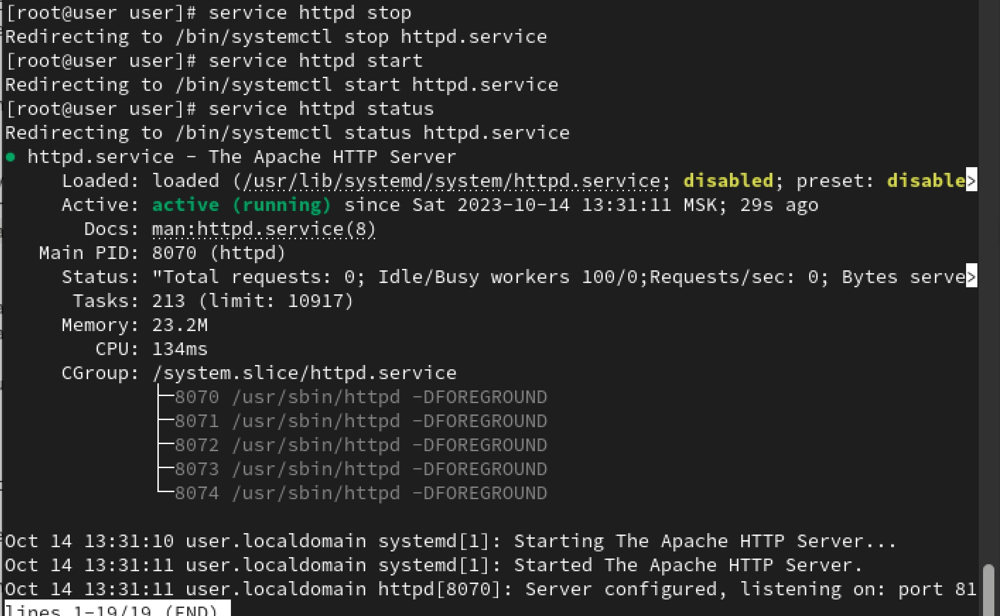 [root@user user]# service httpd stop
Redirecting to /bin/systemctl stop httpd.service
[root@user user]# service httpd start
Redirecting to /bin/systemctl start httpd.service
[root@user user]# service httpd status
Redirecting to /bin/systemctl status httpd.service
● httpd.service - The Apache HTTP Server
     Loaded: loaded (/usr/lib/systemd/system/httpd.service; disabled; preset: disable>
     Active: active (running) since Sat 2023-10-14 13:31:11 MSK; 29s ago
       Docs: man:httpd.service(8)
   Main PID: 8070 (httpd)
     Status: "Total requests: 0; Idle/Busy workers 100/0;Requests/sec: 0; Bytes serve>
      Tasks: 213 (limit: 10917)
     Memory: 23.2M
        CPU: 134ms
     CGroup: /system.slice/httpd.service
             ├─8070 /usr/sbin/httpd -DFOREGROUND
             ├─8071 /usr/sbin/httpd -DFOREGROUND
             ├─8072 /usr/sbin/httpd -DFOREGROUND
             ├─8073 /usr/sbin/httpd -DFOREGROUND
             └─8074 /usr/sbin/httpd -DFOREGROUND
Oct 14 13:31:10 user.localdomain systemd[1]: Starting The Apache HTTP Server...
Oct 14 13:31:11 user.localdomain systemd[1]: Started The Apache HTTP Server.
Oct 14 13:31:11 user.localdomain httpd[8070]: Server configured, listening on: port 81
lines 1-19/19 (END)